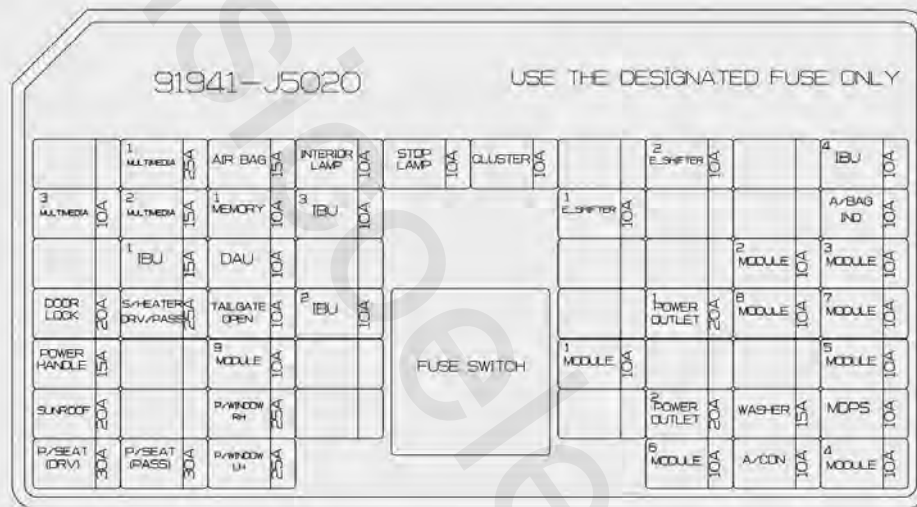 91941-J5020 USE THE DESIGNATED FUSE ONLY
1 MULTIMEDIA 25A AIR BAG 15A INTERIOR LAMP 10A STOP LAMP 10A CLUSTER 10A 2 E_SHIFTER 10A 4 IBU 10A
3 MULTIMEDIA 10A 2 MULTIMEDIA 15A 1 MEMORY 10A 3 IBU 10A 1 E_SHIFTER 10A A/BAG IND 10A
1 IBU 15A DAU 10A 2 MODULE 10A 3 MODULE 10A
DOOR LOCK 20A S/HEATER DRV/PASS 25A TAILGATE OPEN 10A 2 IBU 10A 1 POWER OUTLET 20A 8 MODULE 10A 7 MODULE 10A
POWER HANDLE 15A 9 MODULE 10A FUSE SWITCH 1 MODULE 10A 5 MODULE 10A
SUNROOF 20A P/WINDOW RH 25A 2 POWER OUTLET 20A WASHER 15A MDPS 10A
P/SEAT (DRV) 30A P/SEAT (PASS) 30A P/WINDOW LH 25A 6 MODULE 10A A/CON 10A 4 MODULE 10A